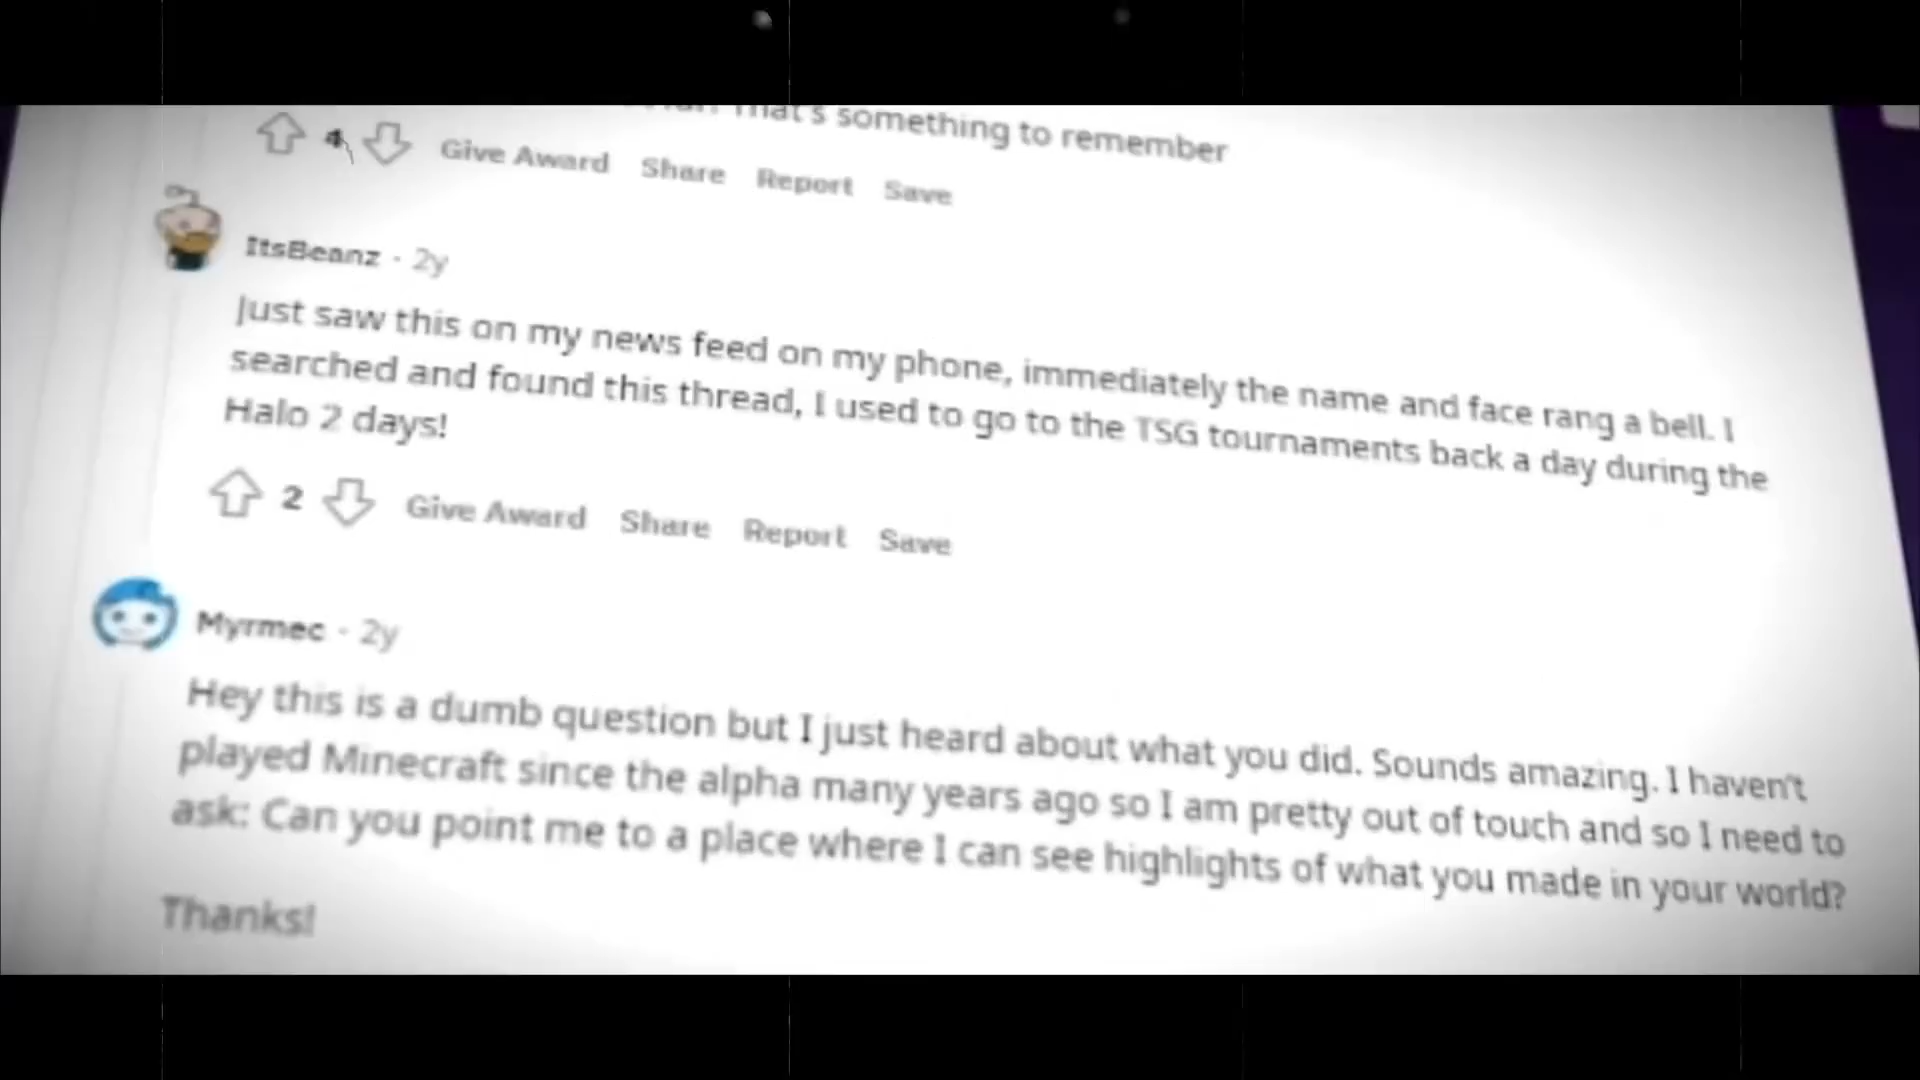 That's something to remember
4 Give Award Share Report Save
ItsBeanz · 2y
Just saw this on my news feed on my phone, immediately the name and face rang a bell. I
searched and found this thread, I used to go to the TSG tournaments back a day during the
Halo 2 days!
2 Give Award Share Report Save
Myrmec · 2y
Hey this is a dumb question but I just heard about what you did. Sounds amazing. I haven't
played Minecraft since the alpha many years ago so I am pretty out of touch and so I need to
ask: Can you point me to a place where I can see highlights of what you made in your world?
Thanks!